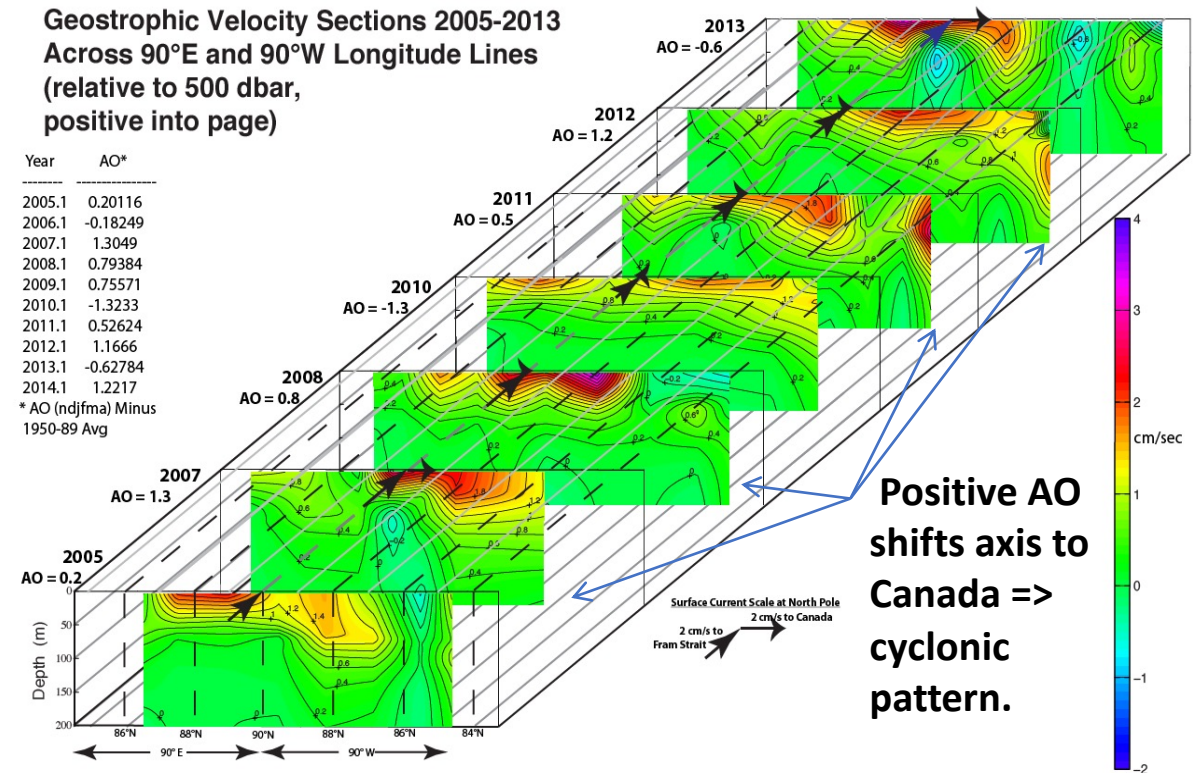 Geostrophic Velocity Sections 2005-2013
Across 90°E and 90°W Longitude Lines
(relative to 500 dbar,
positive into page)
Year AO*
-------- ----------------
2005.1 0.20116
2006.1 -0.18249
2007.1 1.3049
2008.1 0.79384
2009.1 0.75571
2010.1 -1.3233
2011.1 0.52624
2012.1 1.1666
2013.1 -0.62784
2014.1 1.2217
* AO (ndjfma) Minus
1950-89 Avg
2013
AO = -0.6
2012
AO = 1.2
2011
AO = 0.5
2010
AO = -1.3
2008
AO = 0.8
2007
AO = 1.3
2005
AO = 0.2
0
50
100
150
200
Depth (m)
86°N 88°N 90°N 88°N 86°N 84°N
90° E 90° W
Surface Current Scale at North Pole
2 cm/s to Canada
2 cm/s to
Fram Strait
Positive AO
shifts axis to
Canada =>
cyclonic
pattern.
4
3
2
cm/sec
1
0
-1
-2